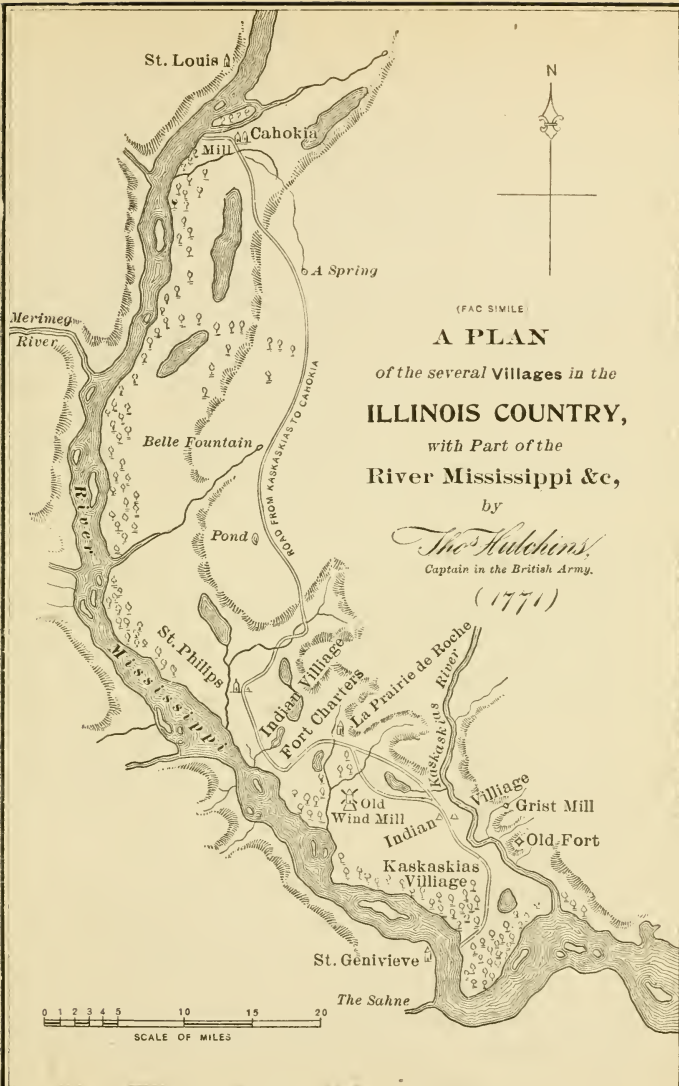 St. Louis
Cahokia
Mill
N
A Spring
(FAC SIMILE
A PLAN
of the several Villages in the
ILLINOIS COUNTRY,
with Part of the
River Mississippi &c,
by
Thos Hutchins,
Captain in the British Army.
(1771)
Merimeg
River
Belle Fountain
ROAD FROM KASKASKIAS TO CAHOKIA
River
Pond
Mississippi
St. Philips
Indian Villiage
Fort Charters
La Prairie de Roche
Kaskaskias River
Villiage
Indian
Grist Mill
Old
Wind Mill
Old Fort
Kaskaskias
Villiage
St. Genivieve
The Sahne
0 1 2 3 4 5 10 15 20
SCALE OF MILES